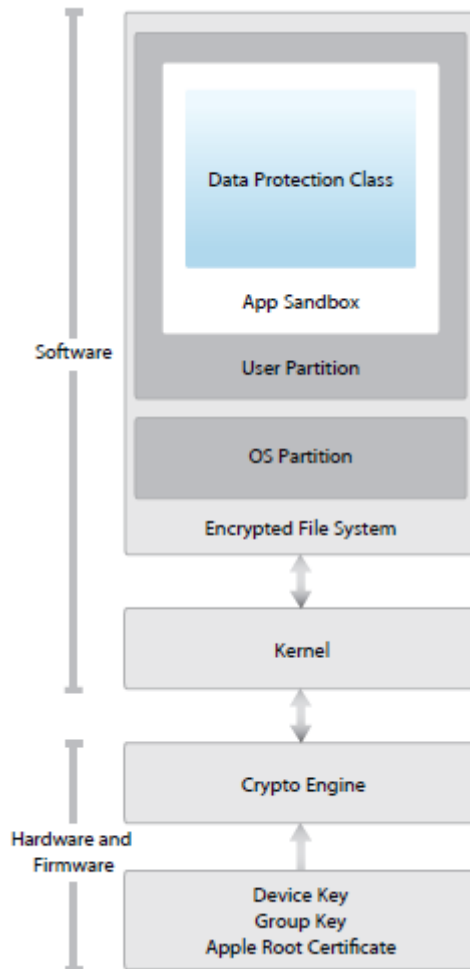 Data Protection Class
App Sandbox
User Partition
OS Partition
Encrypted File System
Software
Kernel
Crypto Engine
Hardware and
Firmware
Device Key
Group Key
Apple Root Certificate